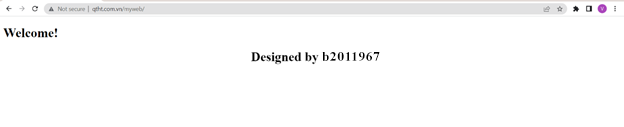 Not secure | qtht.com.vn/myweb/
V
Welcome!
Designed by b2011967